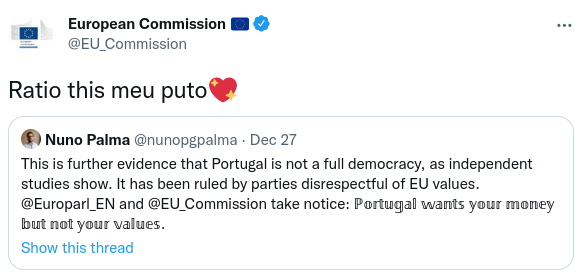 European Commission
@EU_Commission
Ratio this meu puto
Nuno Palma @nunopgpalma · Dec 27
This is further evidence that Portugal is not a full democracy, as independent
studies show. It has been ruled by parties disrespectful of EU values.
@Europarl_EN and @EU_Commission take notice: ℙ𝕠𝕣𝕥𝕦𝕘𝕒𝕝 𝕨𝕒𝕟𝕥𝕤 𝕪𝕠𝕦𝕣 𝕞𝕠𝕟𝕖𝕪
𝕓𝕦𝕥 𝕟𝕠𝕥 𝕪𝕠𝕦𝕣 𝕧𝕒𝕝𝕦𝕖𝕤.
Show this thread